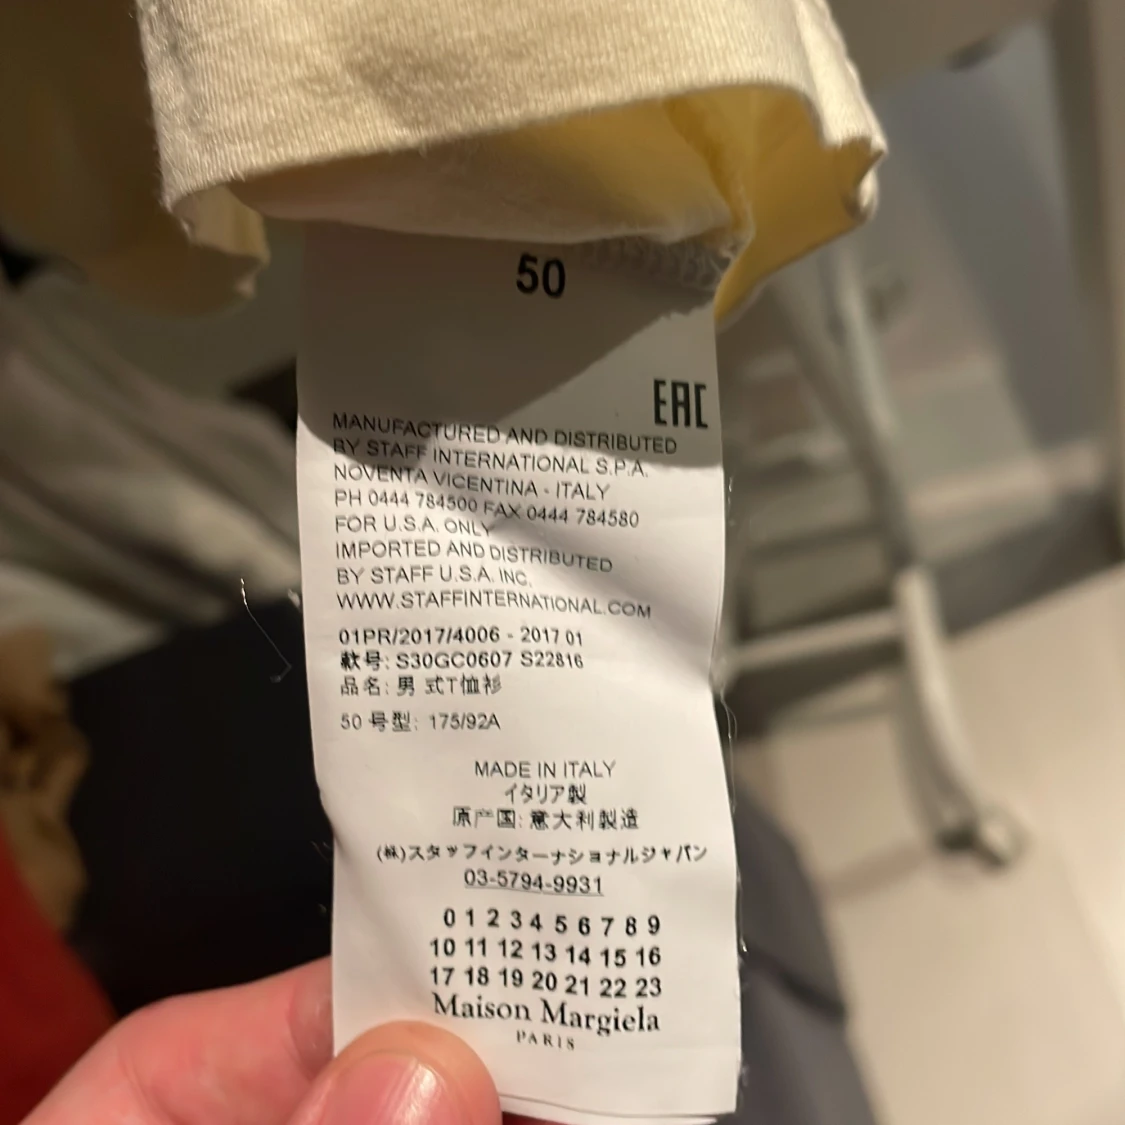 50
EAC
MANUFACTURED AND DISTRIBUTED
BY STAFF INTERNATIONAL S.P.A.
NOVENTA VICENTINA - ITALY
PH 0444 784500 FAX 0444 784580
FOR U.S.A. ONLY
IMPORTED AND DISTRIBUTED
BY STAFF U.S.A. INC.
WWW.STAFFINTERNATIONAL.COM
01PR/2017/4006 - 2017 01
款号: S30GC0607 S22816
品名: 男 式T恤衫
50 号型: 175/92A
MADE IN ITALY
イタリア製
原产国: 意大利製造
(株)スタッフインターナショナルジャパン
03-5794-9931
0 1 2 3 4 5 6 7 8 9
10 11 12 13 14 15 16
17 18 19 20 21 22 23
Maison Margiela
PARIS